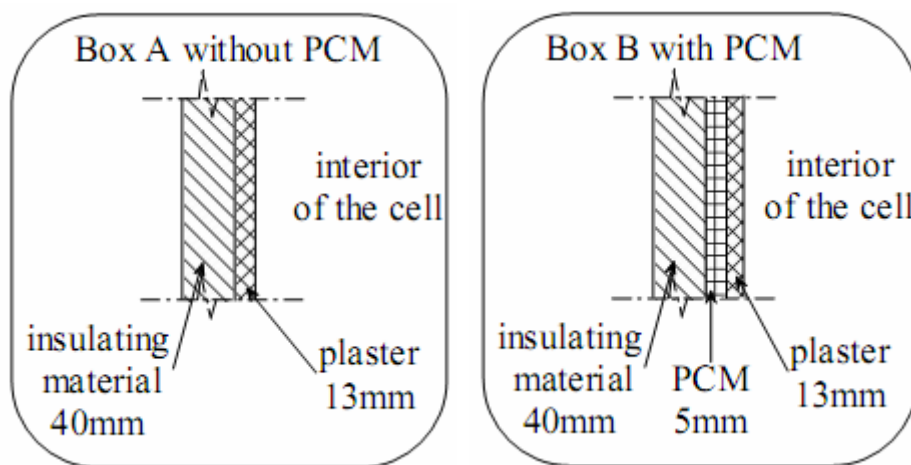 Box A without PCM
interior
of the cell
insulating
material
40mm
plaster
13mm
Box B with PCM
interior
of the cell
insulating
material
40mm
PCM
5mm
plaster
13mm